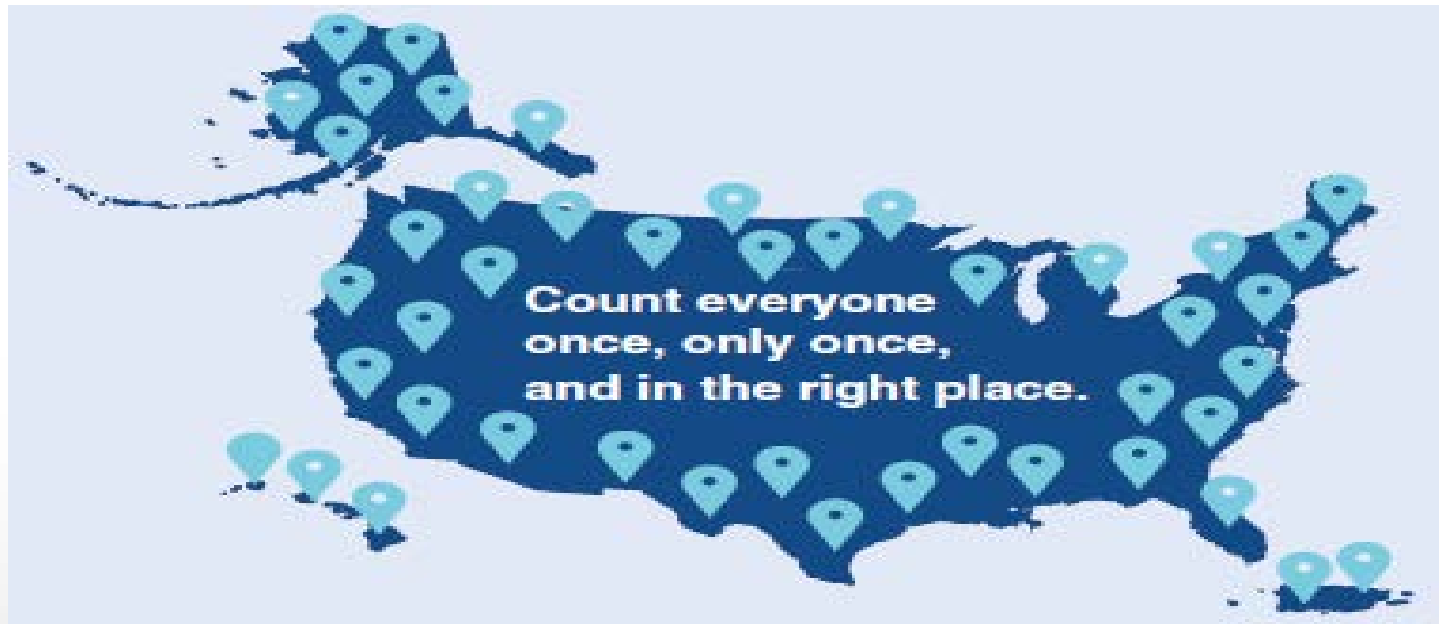 Count everyone
once, only once,
and in the right place.